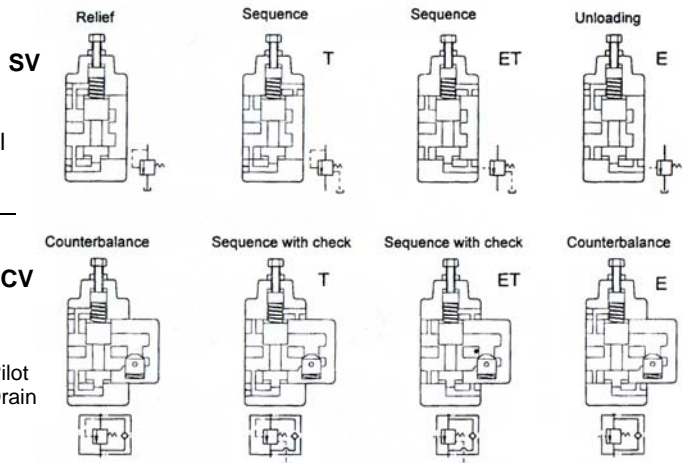 Relief
Sequence
Sequence
Unloading
SV
T
ET
E
l
Counterbalance
Sequence with check
Sequence with check
Counterbalance
CV
T
ET
E
ilot
rain